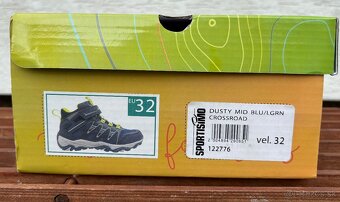 EU 32
DUSTY MID BLU/LGRN
CROSSROAD
SPORTISIMO
vel. 32
122776